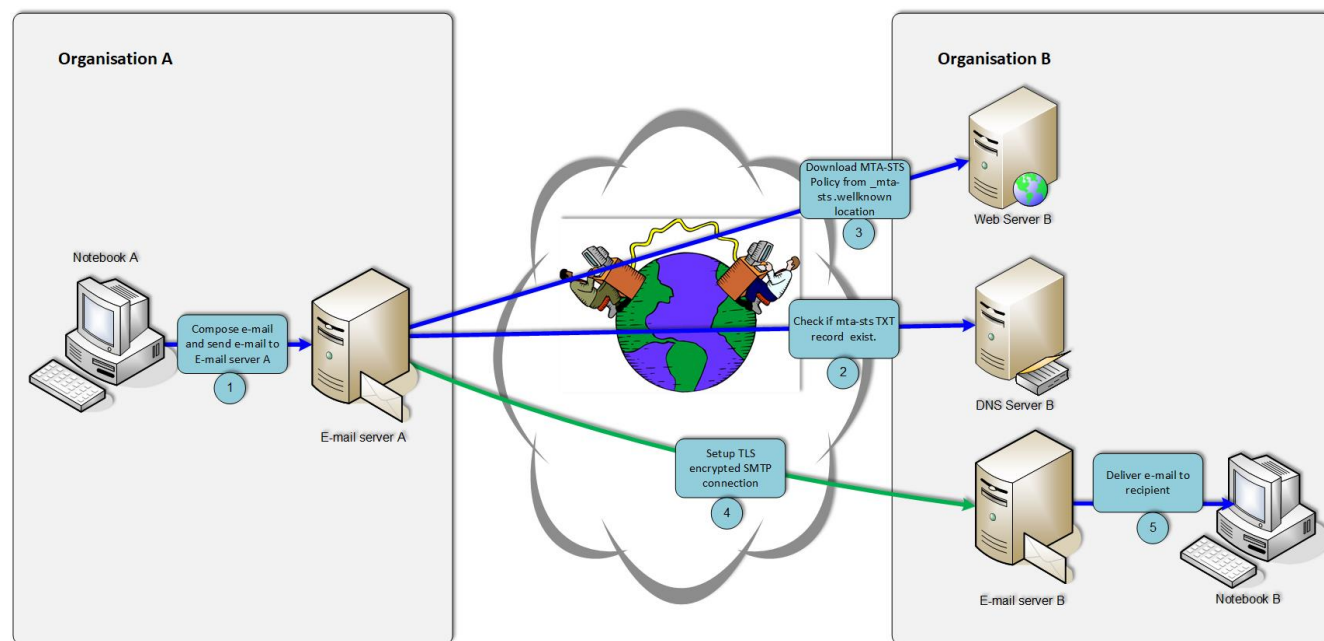 Organisation A
Organisation B
Notebook A
Compose e-mail
and send e-mail to
E-mail server A
1
E-mail server A
Download MTA-STS
Policy from _mta-
sts.wellknown
location
3
Web Server B
Check if mta-sts TXT
record exist.
2
DNS Server B
Setup TLS
encrypted SMTP
connection
4
Deliver e-mail to
recipient
5
E-mail server B
Notebook B